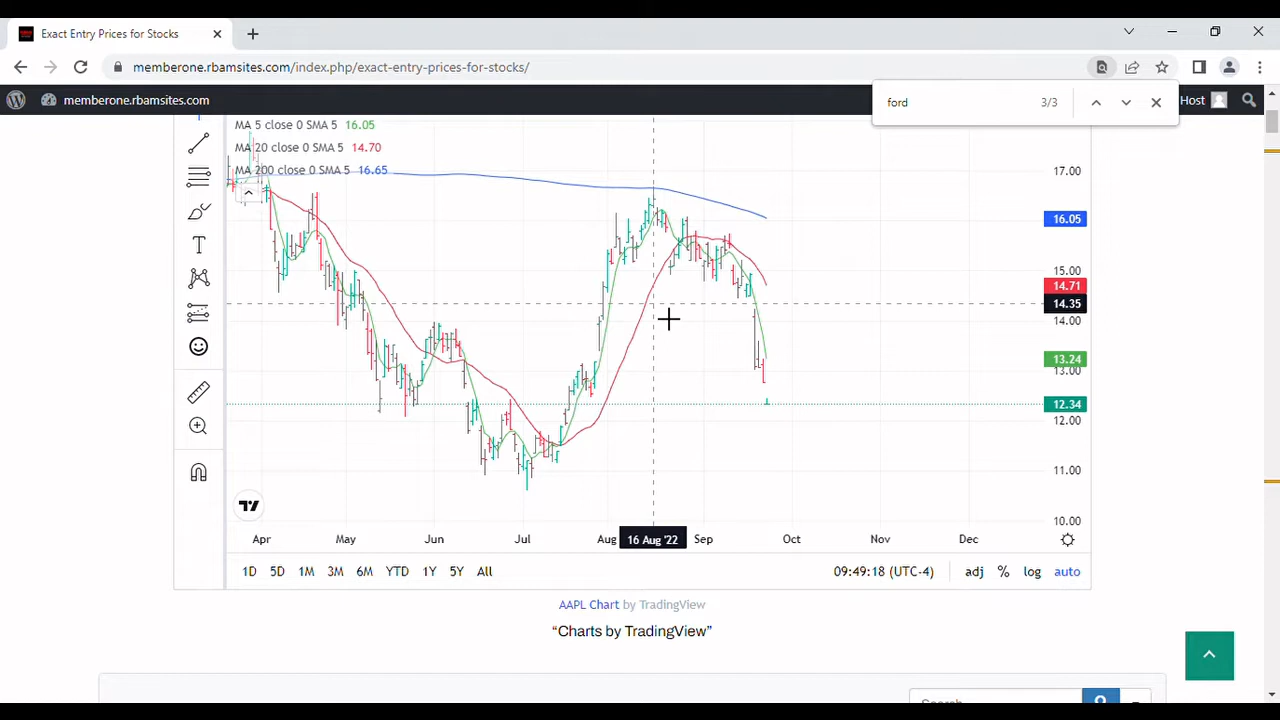 Exact Entry Prices for Stocks
memberone.rbamsites.com/index.php/exact-entry-prices-for-stocks/
memberone.rbamsites.com
ford 3/3
Host
MA 5 close 0 SMA 5 16.05
MA 20 close 0 SMA 5 14.70
MA 200 close 0 SMA 5 16.65
17.00
16.05
15.00
14.71
14.35
14.00
13.24
13.00
12.34
12.00
11.00
10.00
Apr May Jun Jul Aug 16 Aug '22 Sep Oct Nov Dec
1D 5D 1M 3M 6M YTD 1Y 5Y All 09:49:18 (UTC-4) adj % log auto
AAPL Chart by TradingView
“Charts by TradingView”